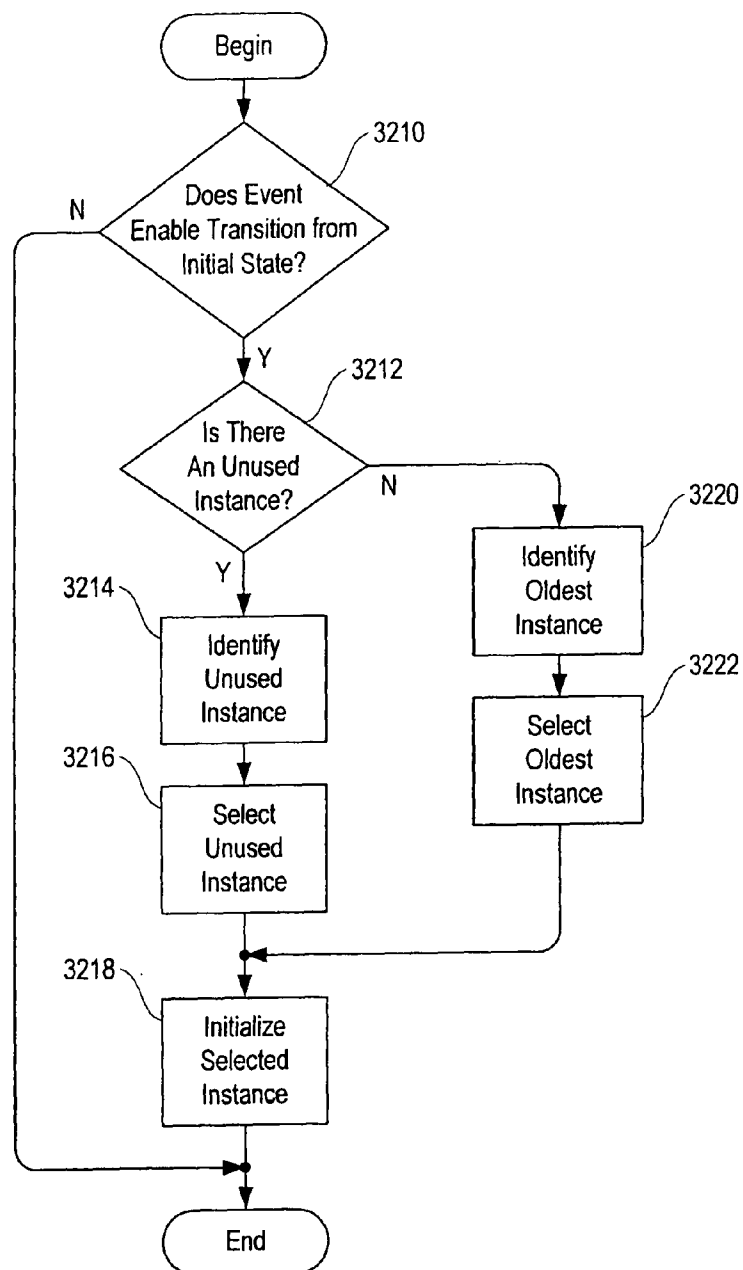 Begin
3210
Does Event
Enable Transition from
Initial State?
N
Y
3212
Is There
An Unused
Instance?
N
Y
3220
Identify
Oldest
Instance
3214
Identify
Unused
Instance
3222
Select
Oldest
Instance
3216
Select
Unused
Instance
3218
Initialize
Selected
Instance
End